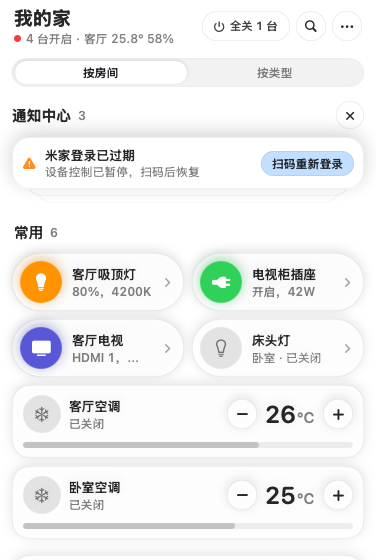 我的家
4 台开启 · 客厅 25.8° 58%
全关 1 台
按房间
按类型
通知中心 3
米家登录已过期
设备控制已暂停，扫码后恢复
扫码重新登录
常用 6
客厅吸顶灯
80%，4200K
电视柜插座
开启，42W
客厅电视
HDMI 1，...
床头灯
卧室 · 已关闭
客厅空调
已关闭
26°C
卧室空调
已关闭
25°C